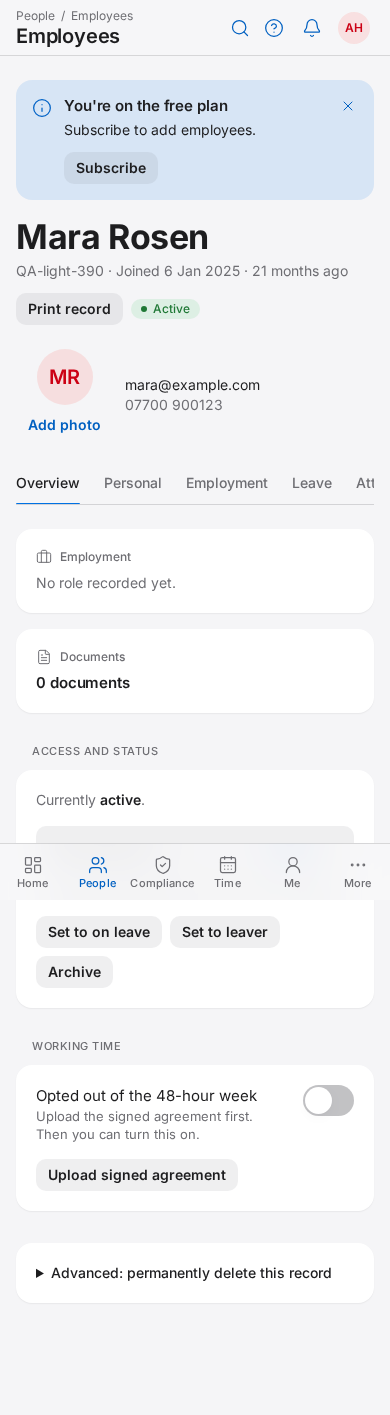 People / Employees
Employees
AH
You're on the free plan
Subscribe to add employees.
Subscribe
Mara Rosen
QA-light-390 · Joined 6 Jan 2025 · 21 months ago
Print record
Active
MR
Add photo
mara@example.com
07700 900123
Overview Personal Employment Leave Att
Employment
No role recorded yet.
Documents
0 documents
ACCESS AND STATUS
Currently active.
Home People Compliance Time Me More
Set to on leave Set to leaver
Archive
WORKING TIME
Opted out of the 48-hour week
Upload the signed agreement first.
Then you can turn this on.
Upload signed agreement
Advanced: permanently delete this record